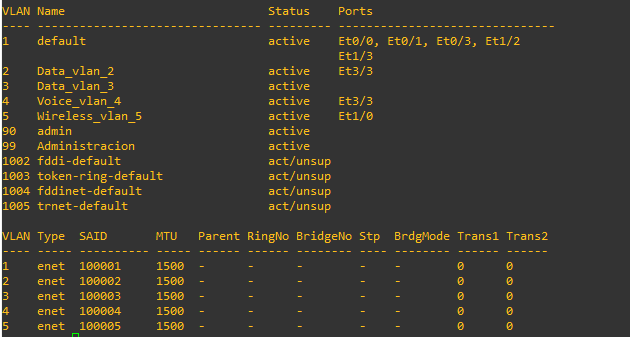 VLAN Name                             Status    Ports
---- -------------------------------- --------- -------------------------------
1    default                          active    Et0/0, Et0/1, Et0/3, Et1/2
                                                Et1/3
2    Data_vlan_2                      active    Et3/3
3    Data_vlan_3                      active
4    Voice_vlan_4                     active    Et3/3
5    Wireless_vlan_5                  active    Et1/0
90   admin                            active
99   Administracion                   active
1002 fddi-default                     act/unsup
1003 token-ring-default               act/unsup
1004 fddinet-default                  act/unsup
1005 trnet-default                    act/unsup
VLAN Type  SAID       MTU   Parent RingNo BridgeNo Stp  BrdgMode Trans1 Trans2
---- ----- ---------- ----- ------ ------ -------- ---- -------- ------ ------
1    enet  100001     1500  -      -      -        -    -        0      0
2    enet  100002     1500  -      -      -        -    -        0      0
3    enet  100003     1500  -      -      -        -    -        0      0
4    enet  100004     1500  -      -      -        -    -        0      0
5    enet  100005     1500  -      -      -        -    -        0      0